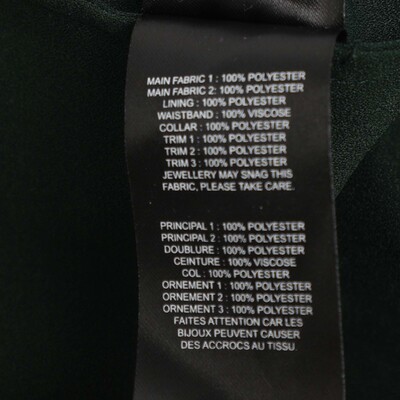 MAIN FABRIC 1 : 100% POLYESTER
MAIN FABRIC 2: 100% POLYESTER
LINING : 100% POLYESTER
WAISTBAND : 100% VISCOSE
COLLAR : 100% POLYESTER
TRIM 1 : 100% POLYESTER
TRIM 2 : 100% POLYESTER
TRIM 3 : 100% POLYESTER
JEWELLERY MAY SNAG THIS
FABRIC, PLEASE TAKE CARE.
PRINCIPAL 1 : 100% POLYESTER
PRINCIPAL 2 : 100% POLYESTER
DOUBLURE : 100% POLYESTER
CEINTURE : 100% VISCOSE
COL : 100% POLYESTER
ORNEMENT 1 : 100% POLYESTER
ORNEMENT 2 : 100% POLYESTER
ORNEMENT 3 : 100% POLYESTER
FAITES ATTENTION CAR LES
BIJOUX PEUVENT CAUSER
DES ACCROCS AU TISSU.